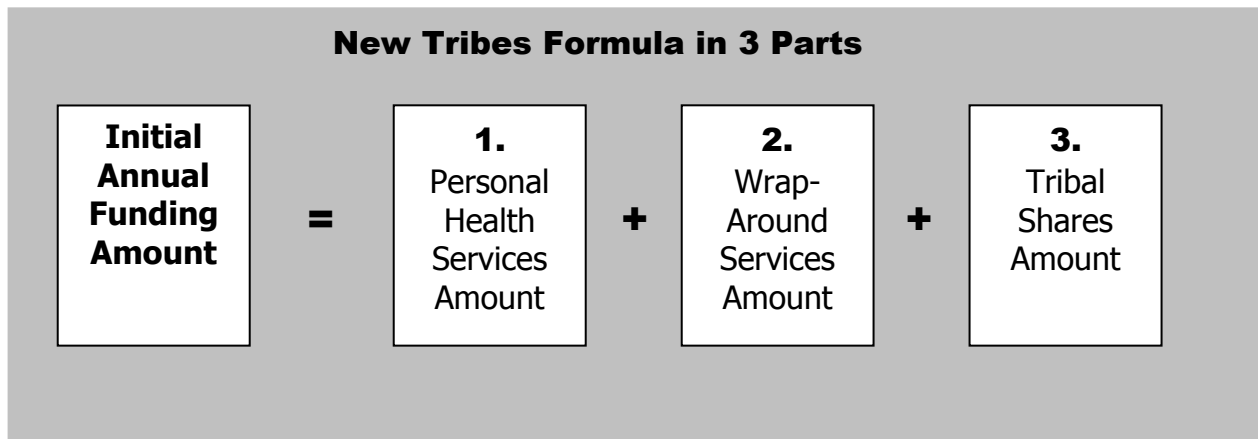 New Tribes Formula in 3 Parts
Initial
Annual
Funding
Amount
=
1.
Personal
Health
Services
Amount
+
2.
Wrap-
Around
Services
Amount
+
3.
Tribal
Shares
Amount